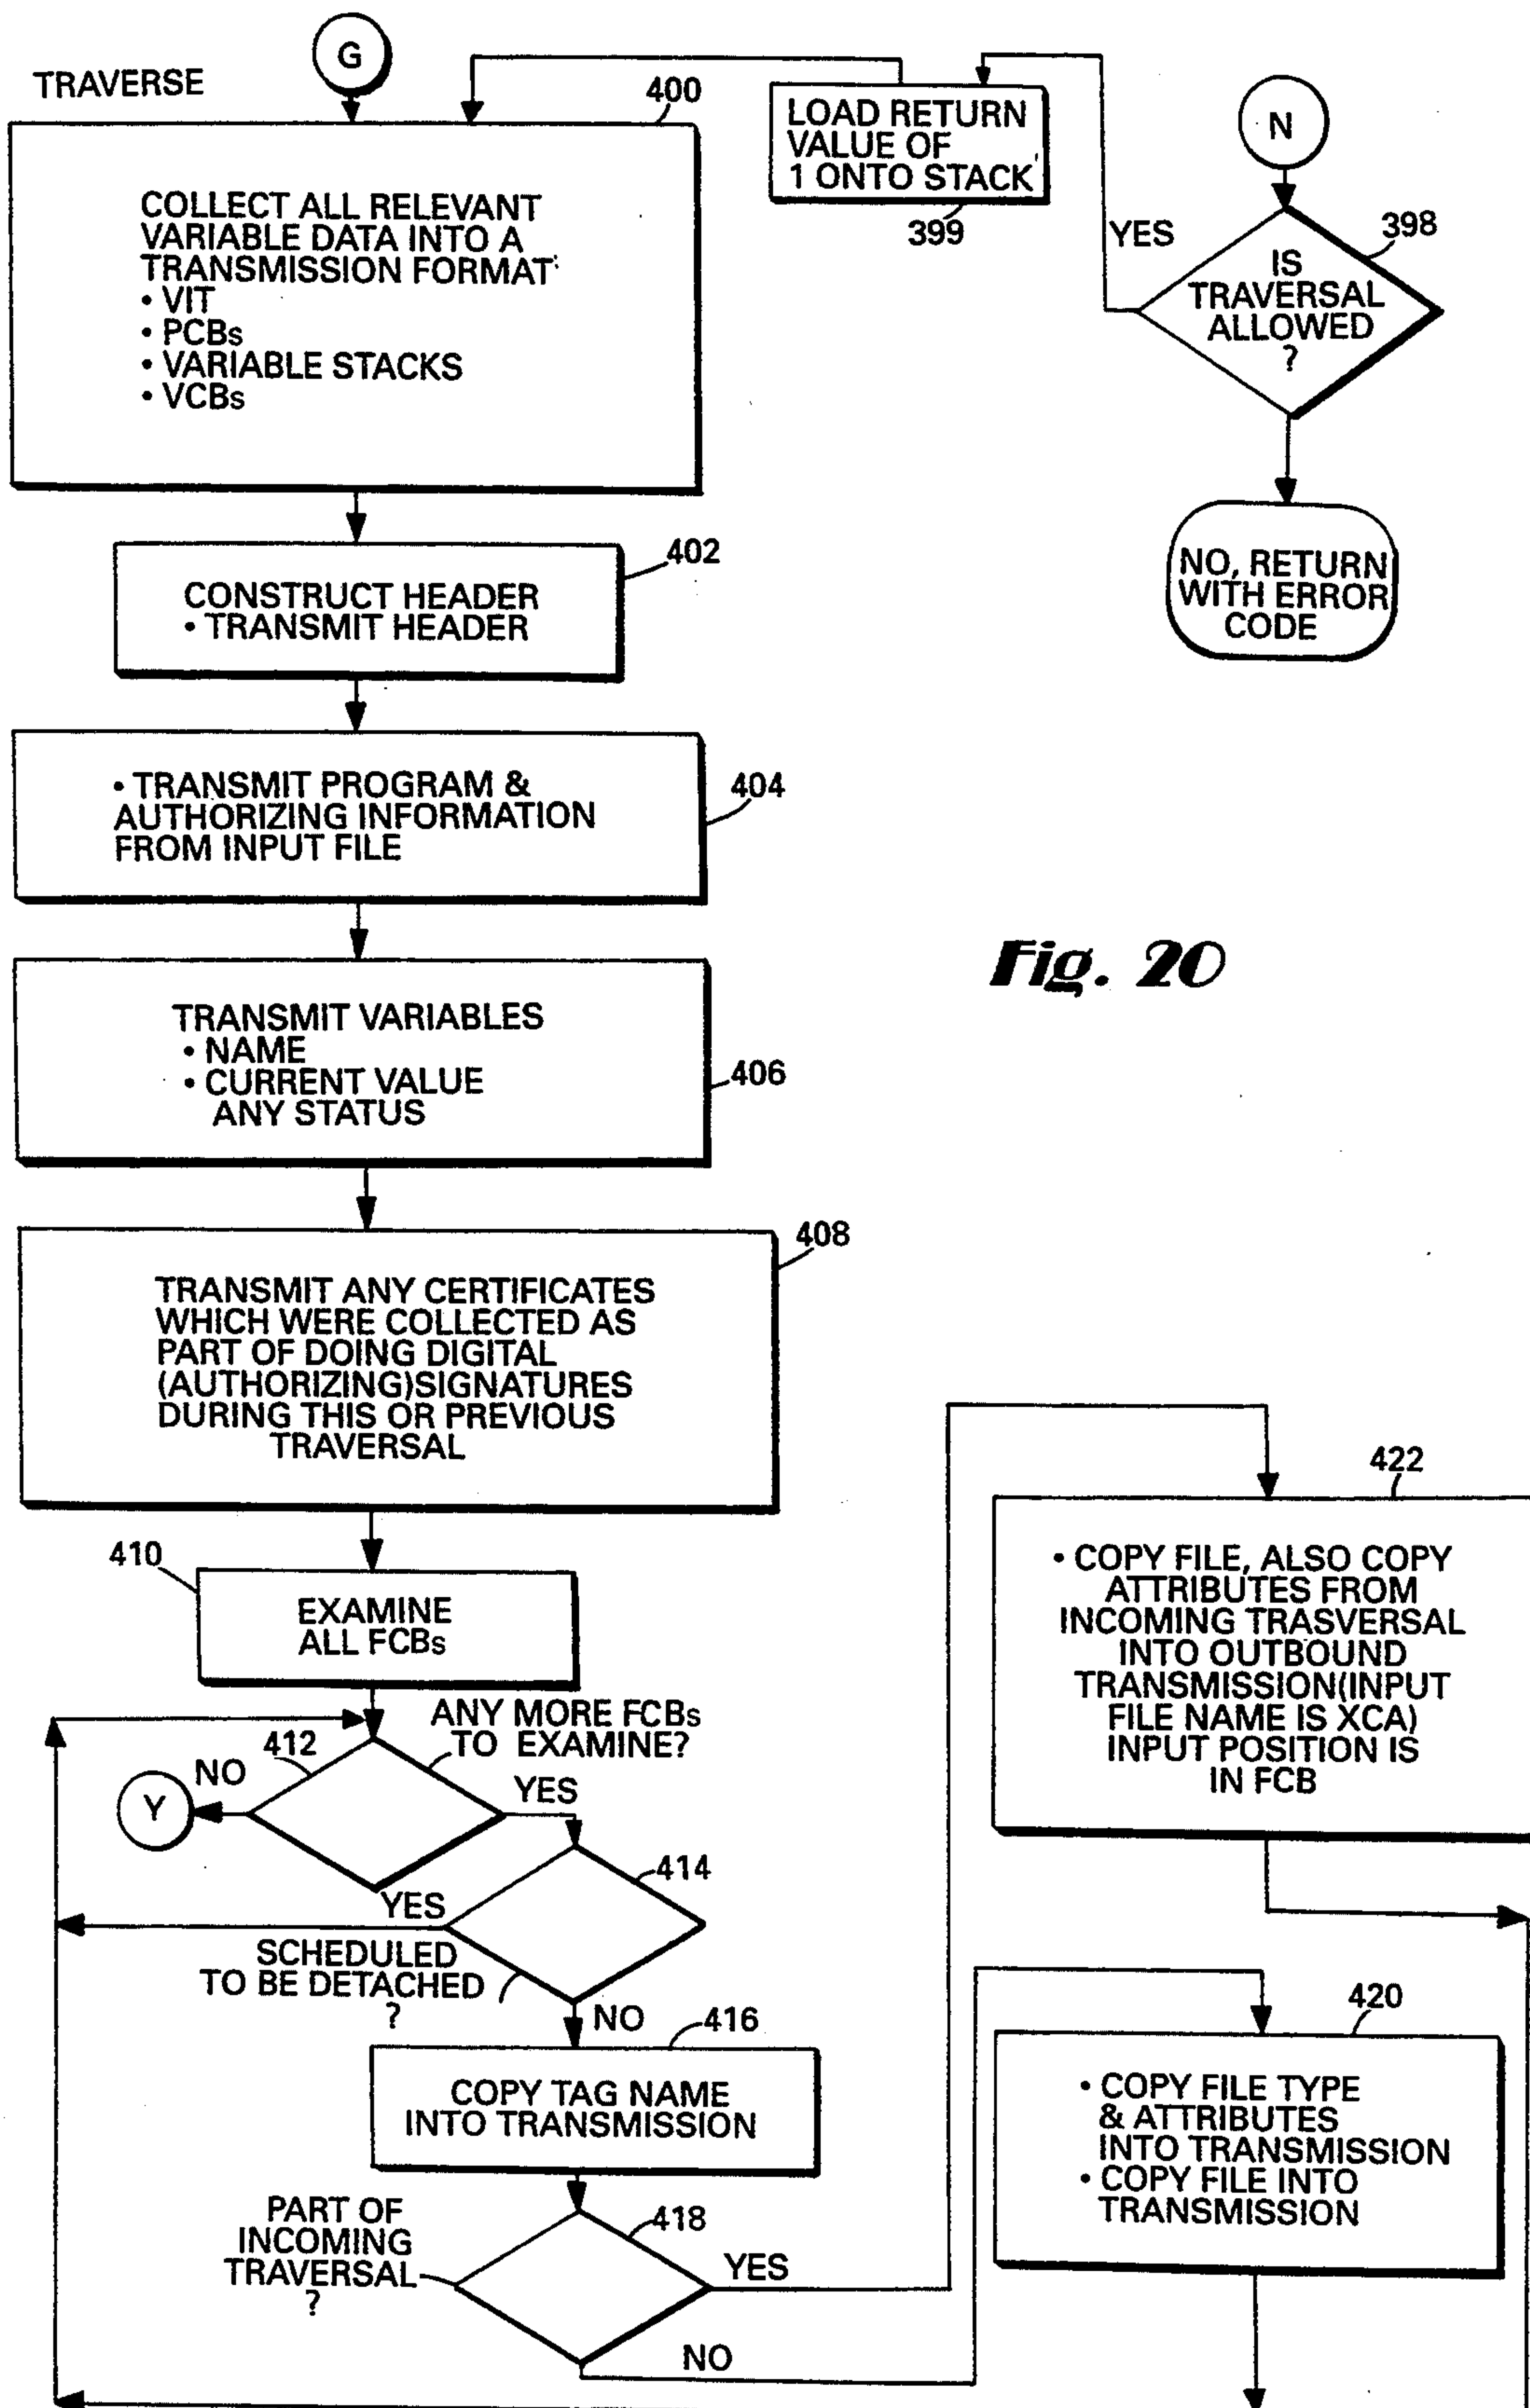 G
TRAVERSE
400
COLLECT ALL RELEVANT
VARIABLE DATA INTO A
TRANSMISSION FORMAT:
• VIT
• PCBs
• VARIABLE STACKS
• VCBs
LOAD RETURN
VALUE OF
1 ONTO STACK
399
YES
N
398
IS
TRAVERSAL
ALLOWED
?
NO, RETURN
WITH ERROR
CODE
402
CONSTRUCT HEADER
• TRANSMIT HEADER
404
• TRANSMIT PROGRAM &
AUTHORIZING INFORMATION
FROM INPUT FILE
Fig. 20
406
TRANSMIT VARIABLES
• NAME
• CURRENT VALUE
ANY STATUS
408
TRANSMIT ANY CERTIFICATES
WHICH WERE COLLECTED AS
PART OF DOING DIGITAL
(AUTHORIZING)SIGNATURES
DURING THIS OR PREVIOUS
TRAVERSAL
410
EXAMINE
ALL FCBs
412
ANY MORE FCBs
TO EXAMINE?
NO
Y
YES
414
YES
SCHEDULED
TO BE DETACHED
?
NO
416
COPY TAG NAME
INTO TRANSMISSION
418
PART OF
INCOMING
TRAVERSAL
?
YES
NO
422
• COPY FILE, ALSO COPY
ATTRIBUTES FROM
INCOMING TRASVERSAL
INTO OUTBOUND
TRANSMISSION(INPUT
FILE NAME IS XCA)
INPUT POSITION IS
IN FCB
420
• COPY FILE TYPE
& ATTRIBUTES
INTO TRANSMISSION
• COPY FILE INTO
TRANSMISSION